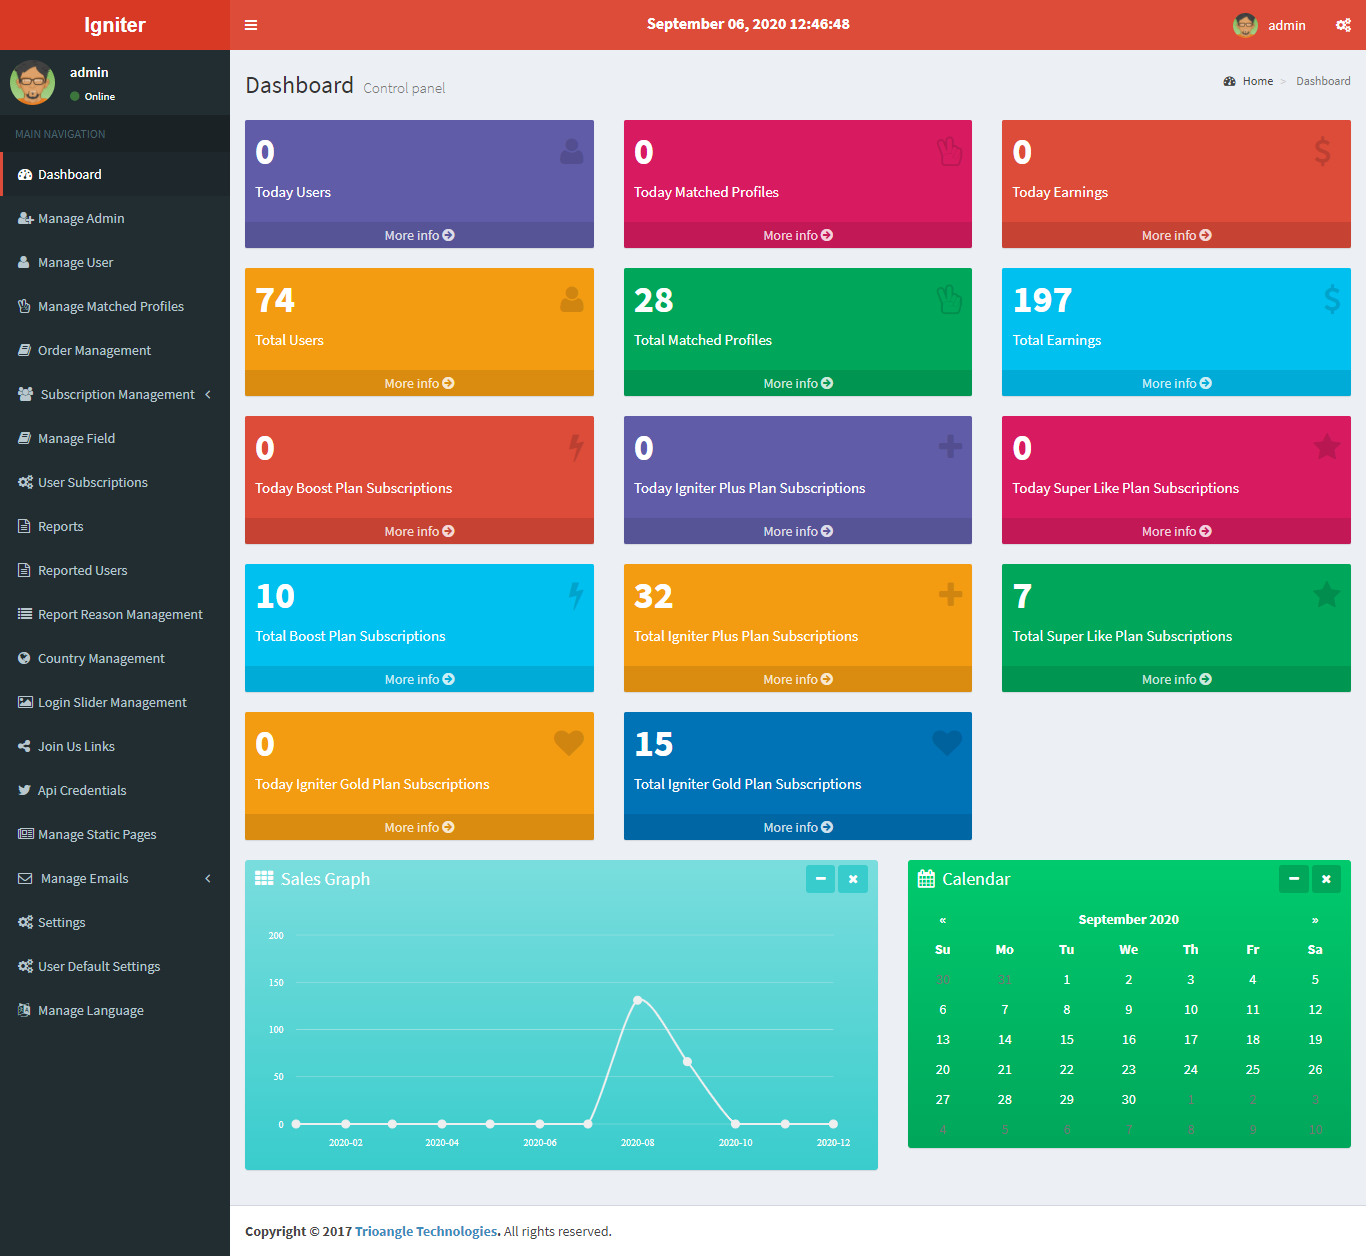 Igniter
September 06, 2020 12:46:48
admin
admin
Online
MAIN NAVIGATION
Dashboard
Manage Admin
Manage User
Manage Matched Profiles
Order Management
Subscription Management
Manage Field
User Subscriptions
Reports
Reported Users
Report Reason Management
Country Management
Login Slider Management
Join Us Links
Api Credentials
Manage Static Pages
Manage Emails
Settings
User Default Settings
Manage Language
Dashboard Control panel
Home > Dashboard
0
Today Users
More info
0
Today Matched Profiles
More info
0
Today Earnings
More info
74
Total Users
More info
28
Total Matched Profiles
More info
197
Total Earnings
More info
0
Today Boost Plan Subscriptions
More info
0
Today Igniter Plus Plan Subscriptions
More info
0
Today Super Like Plan Subscriptions
More info
10
Total Boost Plan Subscriptions
More info
32
Total Igniter Plus Plan Subscriptions
More info
7
Total Super Like Plan Subscriptions
More info
0
Today Igniter Gold Plan Subscriptions
More info
15
Total Igniter Gold Plan Subscriptions
More info
Sales Graph
200
150
100
50
0
2020-02 2020-04 2020-06 2020-08 2020-10 2020-12
Calendar
« September 2020 »
Su Mo Tu We Th Fr Sa
30 31 1 2 3 4 5
6 7 8 9 10 11 12
13 14 15 16 17 18 19
20 21 22 23 24 25 26
27 28 29 30 1 2 3
4 5 6 7 8 9 10
Copyright © 2017 Trioangle Technologies. All rights reserved.